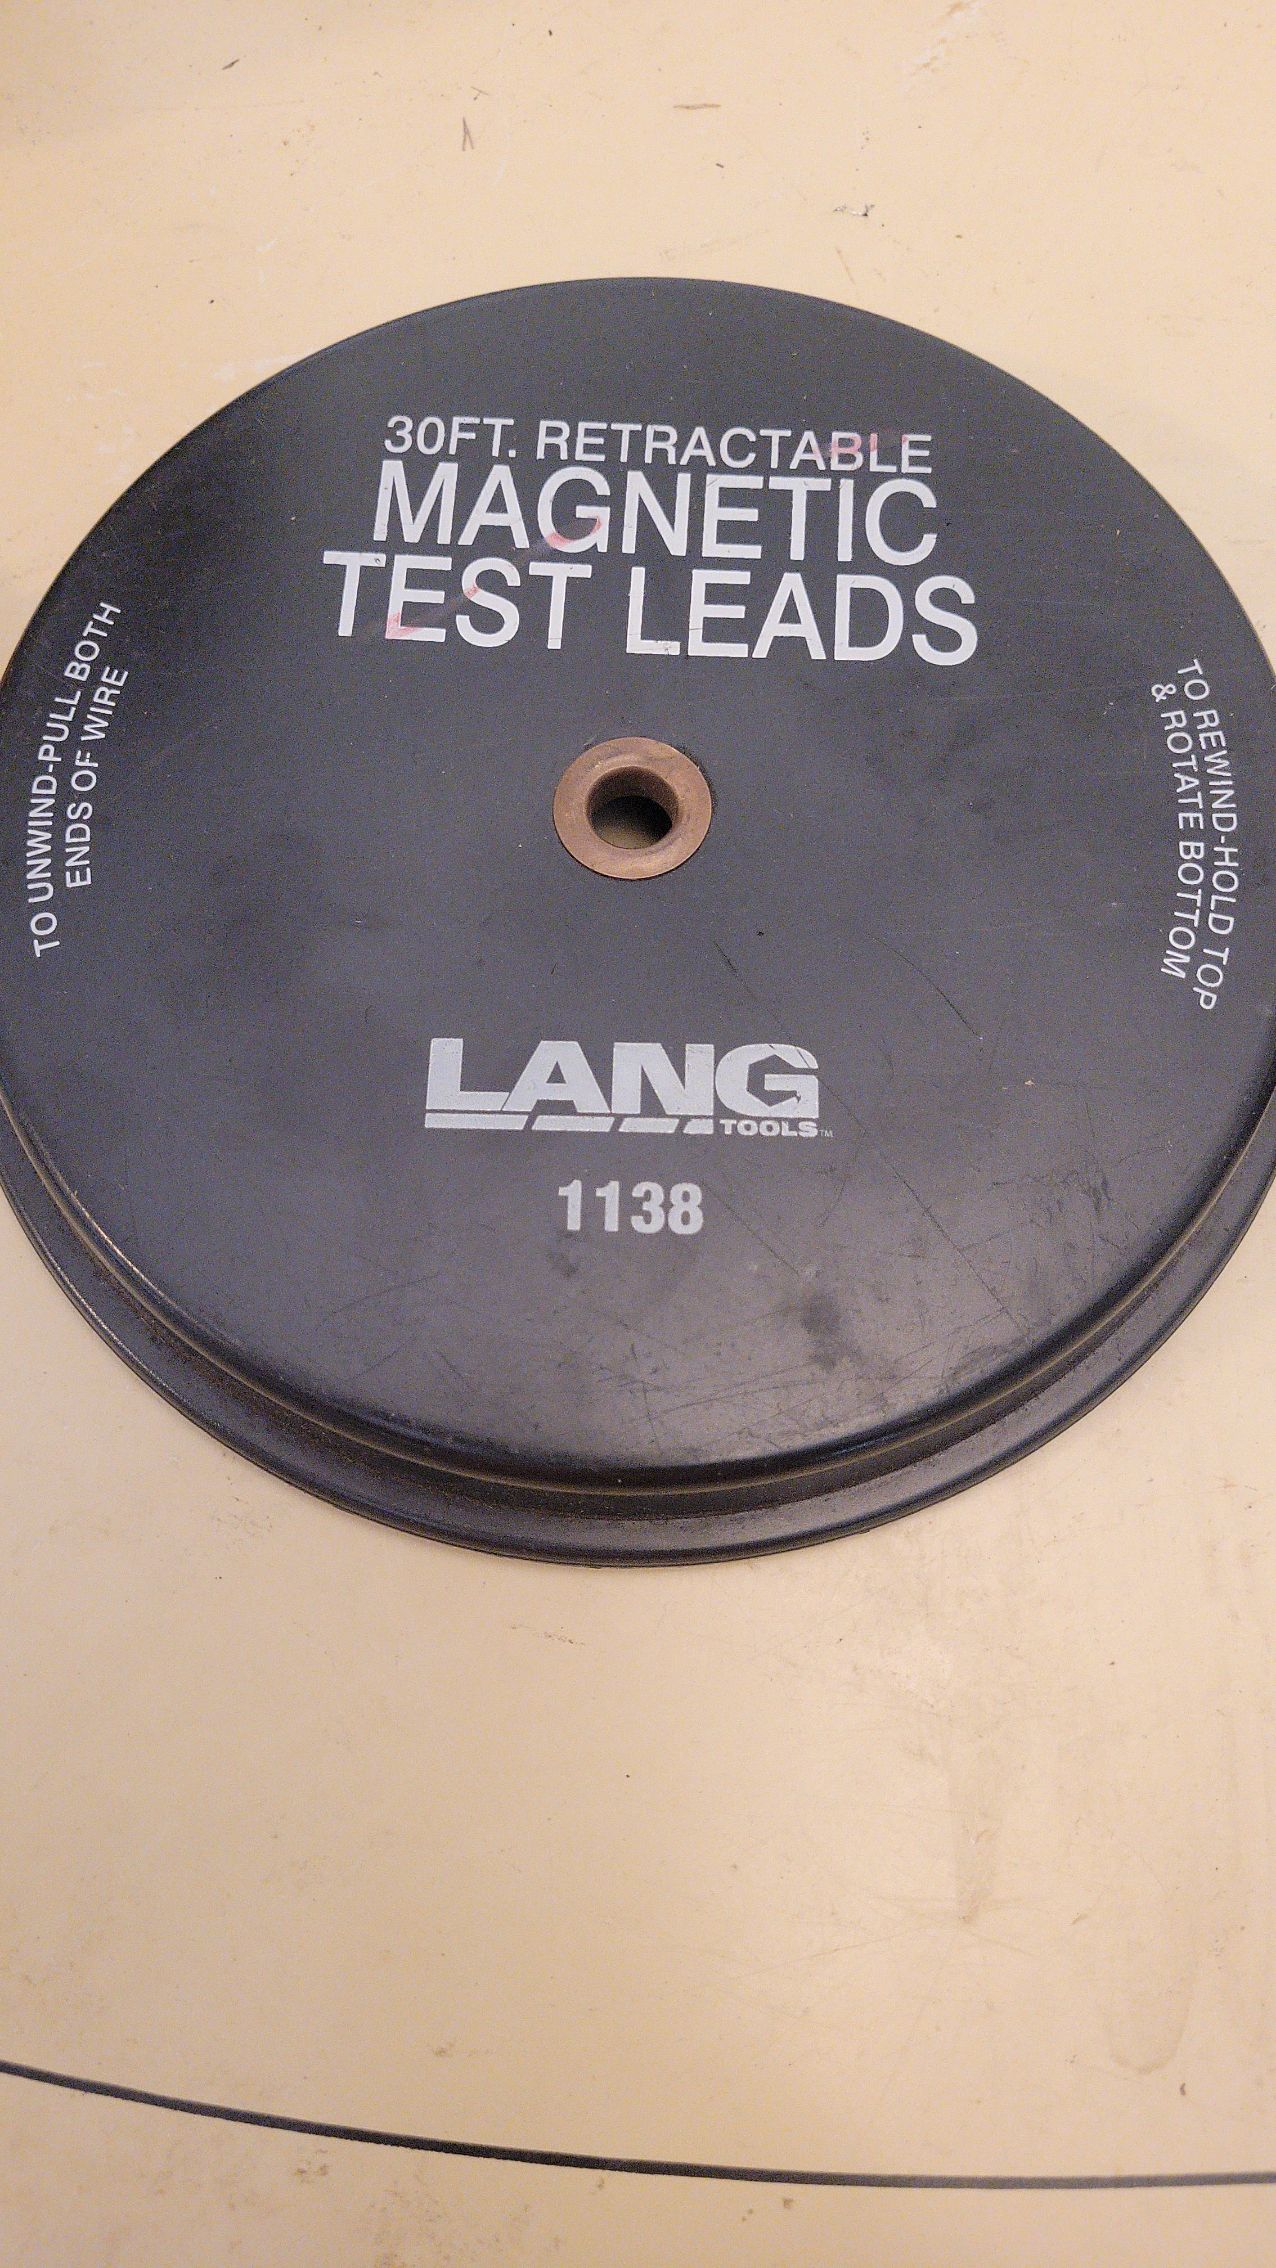 30FT. RETRACTABLE
MAGNETIC
TEST LEADS
TO UNWIND-PULL BOTH
ENDS OF WIRE
TO REWIND-HOLD TOP
& ROTATE BOTTOM
LANG
TOOLS™
1138